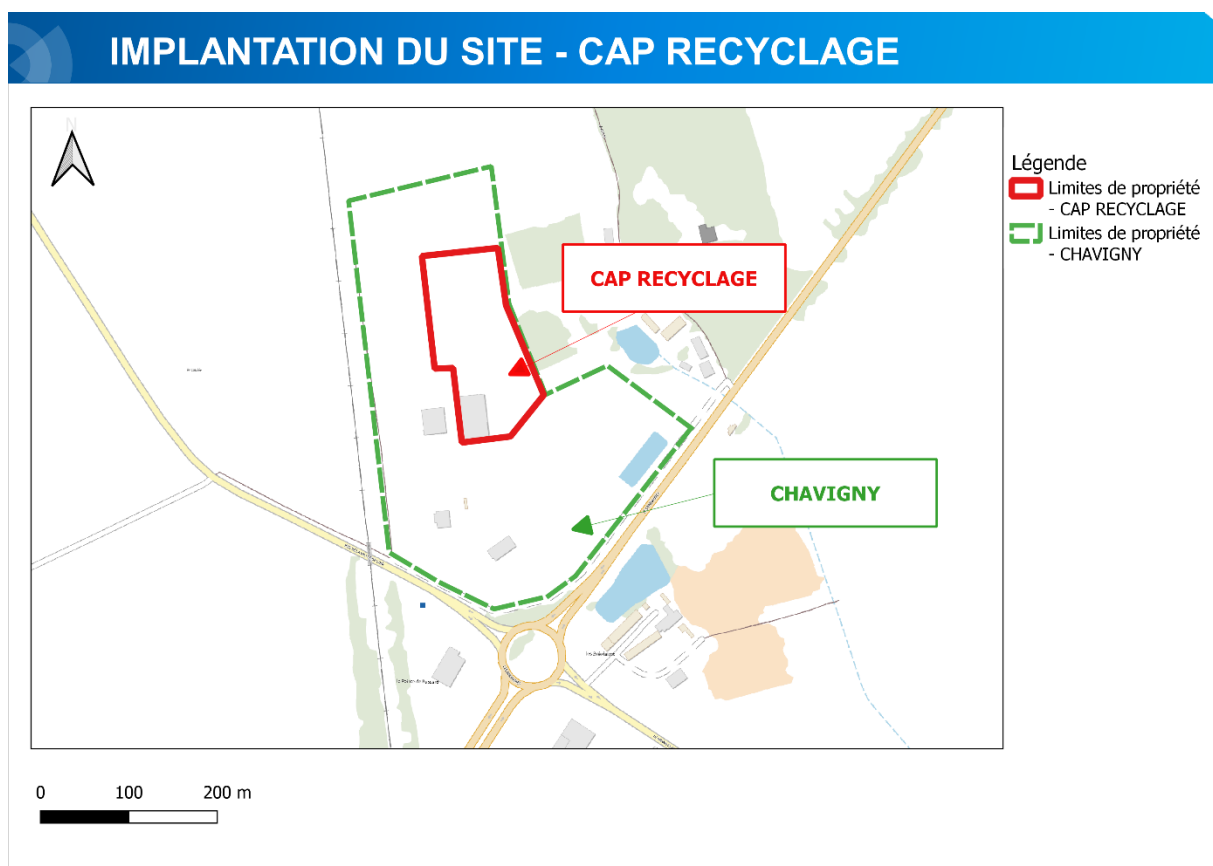 IMPLANTATION DU SITE - CAP RECYCLAGE
N
Légende
Limites de propriété
- CAP RECYCLAGE
Limites de propriété
- CHAVIGNY
CAP RECYCLAGE
CHAVIGNY
0 100 200 m